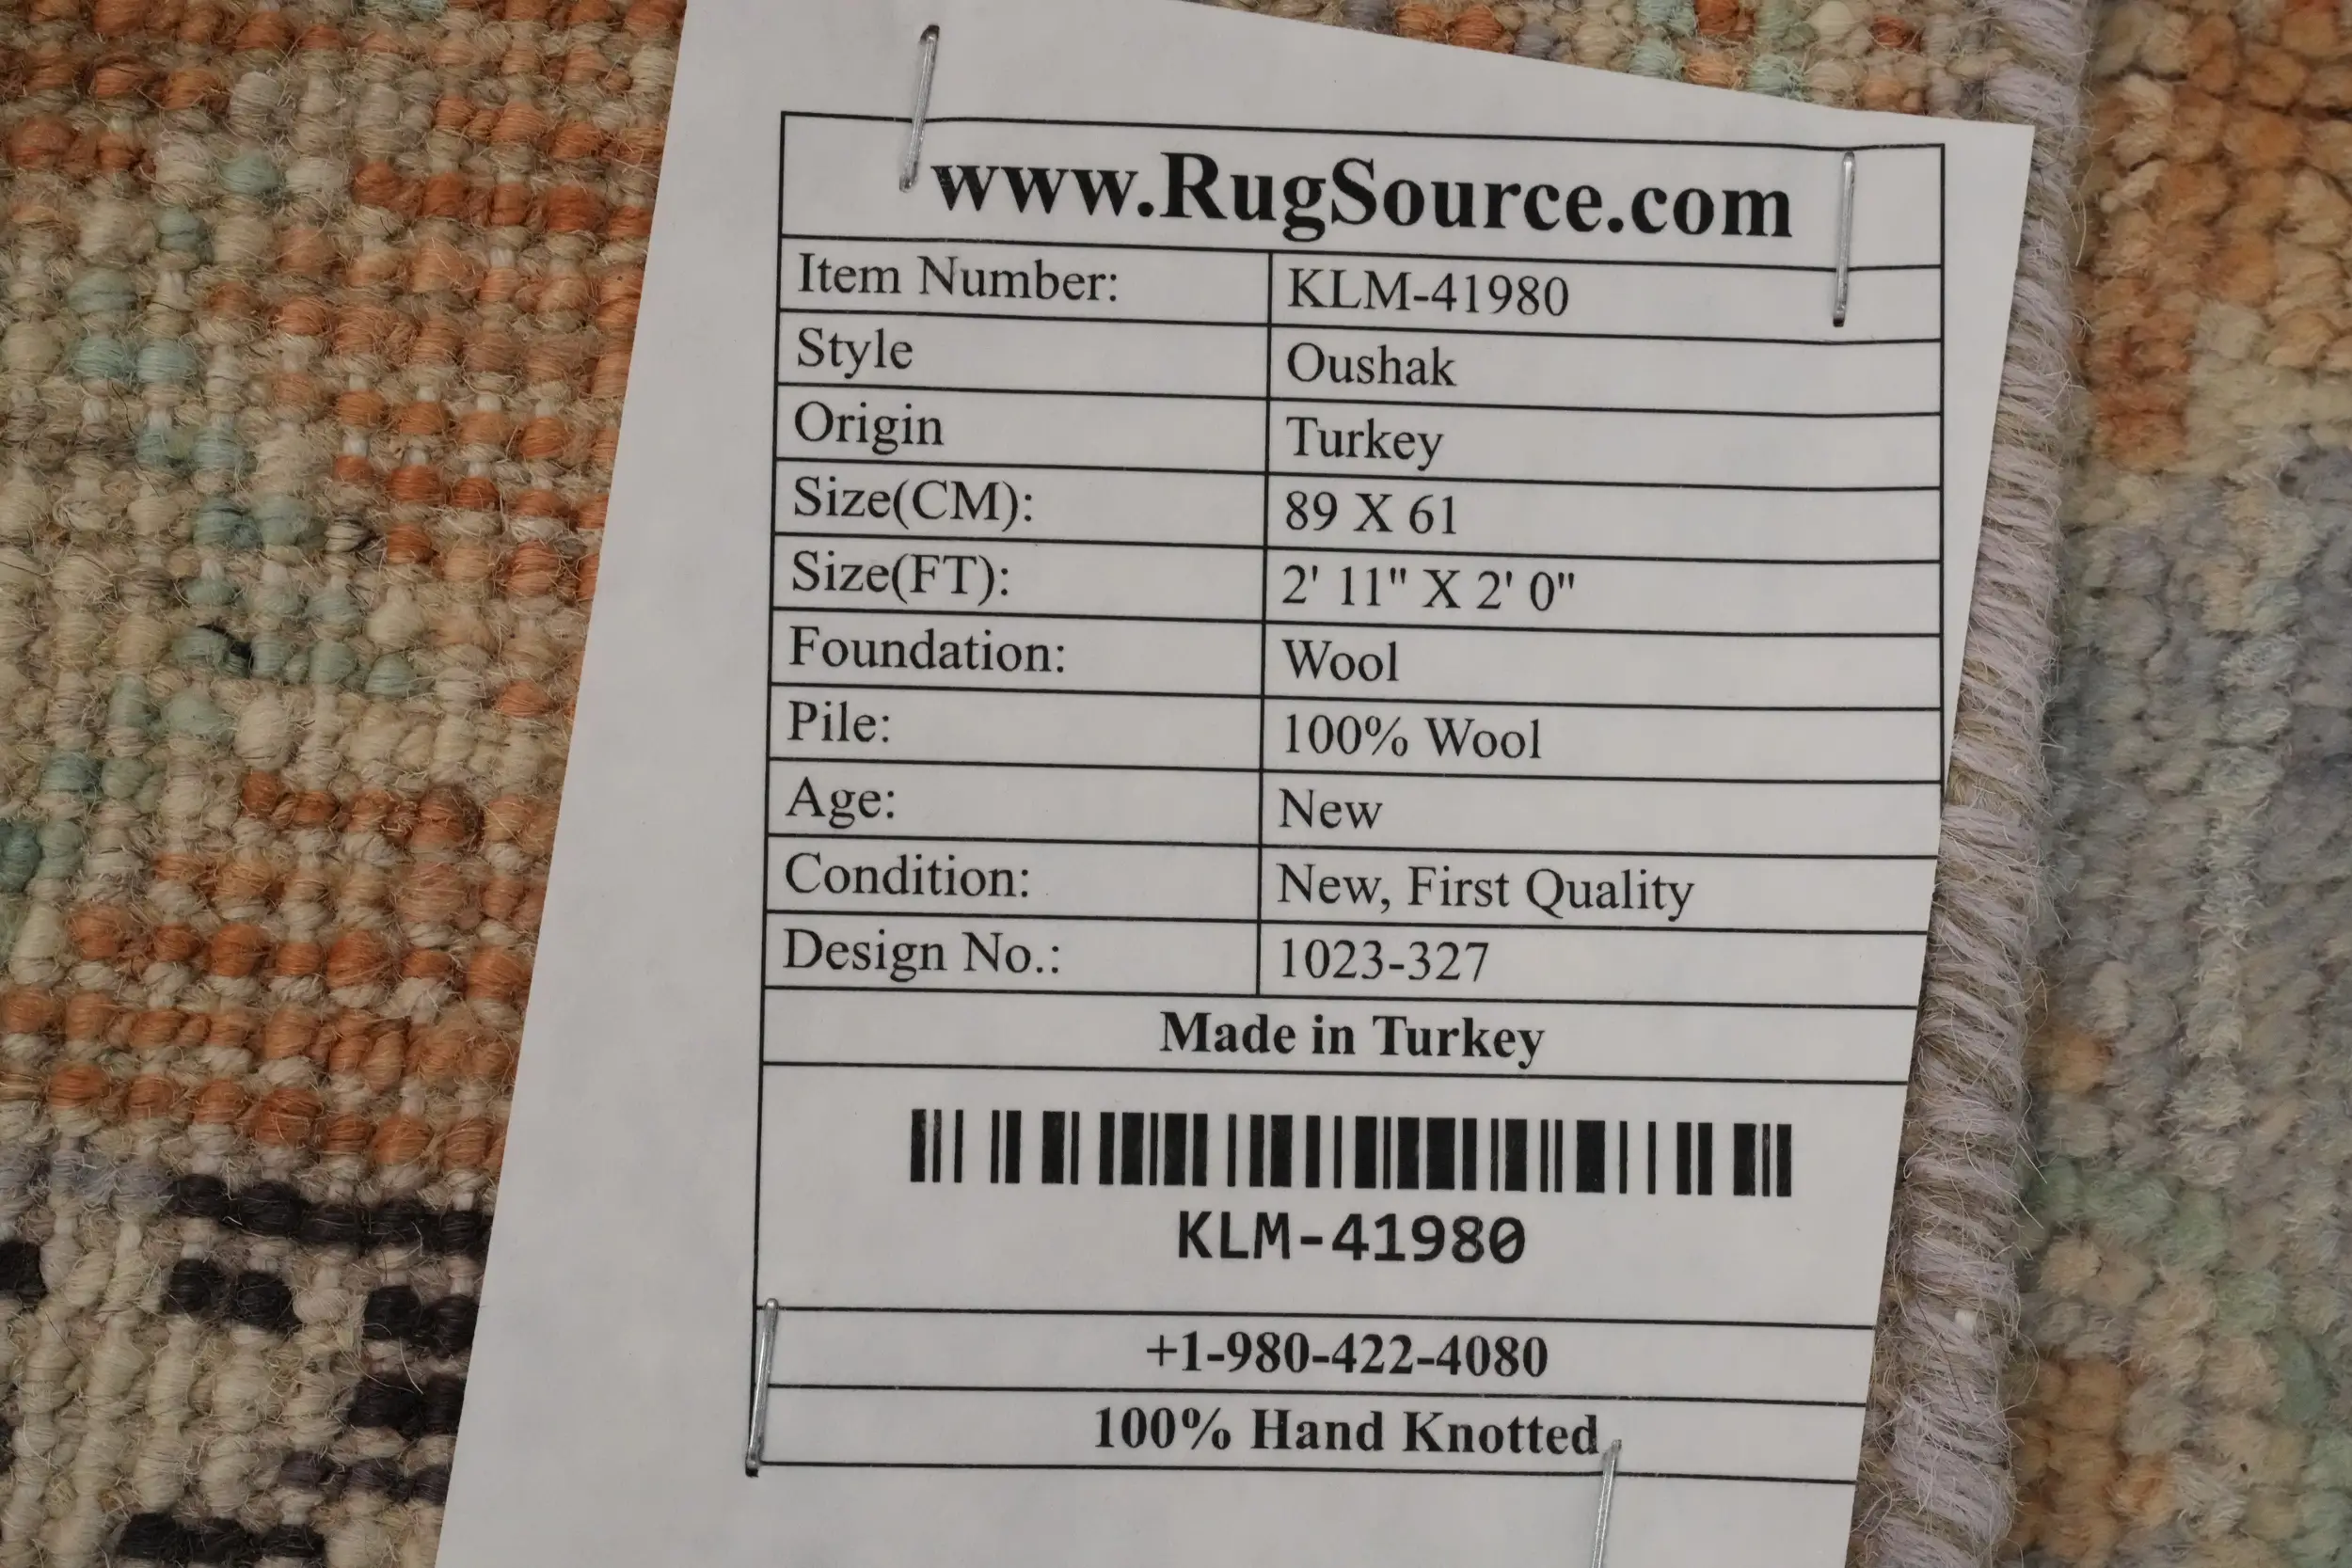 www.RugSource.com
Item Number: KLM-41980
Style Oushak
Origin Turkey
Size(CM): 89 X 61
Size(FT): 2' 11" X 2' 0"
Foundation: Wool
Pile: 100% Wool
Age: New
Condition: New, First Quality
Design No.: 1023-327
Made in Turkey
KLM-41980
+1-980-422-4080
100% Hand Knotted